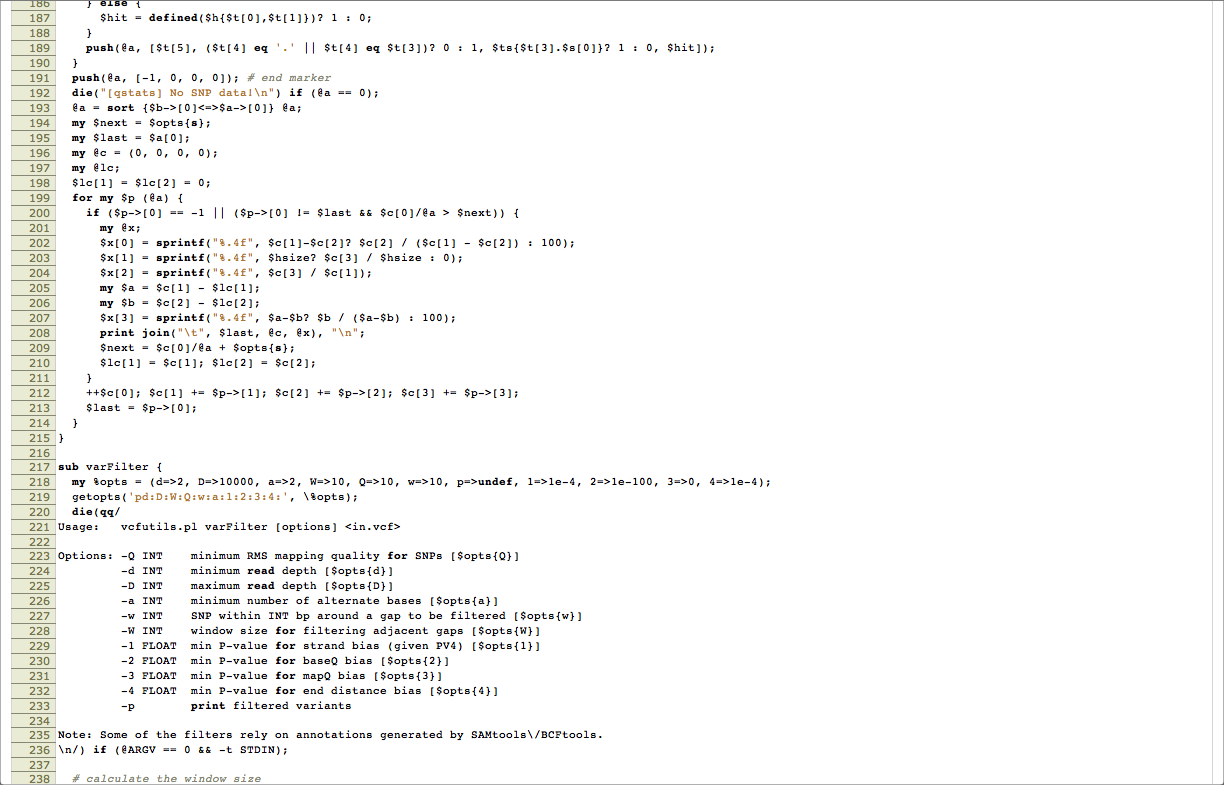 186     } else {
187       $hit = defined($h{$t[0],$t[1]})? 1 : 0;
188     }
189     push(@a, [$t[5], ($t[4] eq '.' || $t[4] eq $t[3])? 0 : 1, $ts{$t[3].$s[0]}? 1 : 0, $hit]);
190   }
191   push(@a, [-1, 0, 0, 0]); # end marker
192   die("[qstats] No SNP data!\n") if (@a == 0);
193   @a = sort {$b->[0]<=>$a->[0]} @a;
194   my $next = $opts{s};
195   my $last = $a[0];
196   my @c = (0, 0, 0, 0);
197   my @lc;
198   $lc[1] = $lc[2] = 0;
199   for my $p (@a) {
200     if ($p->[0] == -1 || ($p->[0] != $last && $c[0]/@a > $next)) {
201       my @x;
202       $x[0] = sprintf("%.4f", $c[1]-$c[2]? $c[2] / ($c[1] - $c[2]) : 100);
203       $x[1] = sprintf("%.4f", $hsize? $c[3] / $hsize : 0);
204       $x[2] = sprintf("%.4f", $c[3] / $c[1]);
205       my $a = $c[1] - $lc[1];
206       my $b = $c[2] - $lc[2];
207       $x[3] = sprintf("%.4f", $a-$b? $b / ($a-$b) : 100);
208       print join("\t", $last, @c, @x), "\n";
209       $next = $c[0]/@a + $opts{s};
210       $lc[1] = $c[1]; $lc[2] = $c[2];
211     }
212     ++$c[0]; $c[1] += $p->[1]; $c[2] += $p->[2]; $c[3] += $p->[3];
213     $last = $p->[0];
214   }
215 }
216
217 sub varFilter {
218   my %opts = (d=>2, D=>10000, a=>2, W=>10, Q=>10, w=>10, p=>undef, 1=>1e-4, 2=>1e-100, 3=>0, 4=>1e-4);
219   getopts('pd:D:W:Q:w:a:1:2:3:4:', \%opts);
220   die(qq/
221 Usage:   vcfutils.pl varFilter [options] <in.vcf>
222
223 Options: -Q INT    minimum RMS mapping quality for SNPs [$opts{Q}]
224          -d INT    minimum read depth [$opts{d}]
225          -D INT    maximum read depth [$opts{D}]
226          -a INT    minimum number of alternate bases [$opts{a}]
227          -w INT    SNP within INT bp around a gap to be filtered [$opts{w}]
228          -W INT    window size for filtering adjacent gaps [$opts{W}]
229          -1 FLOAT  min P-value for strand bias (given PV4) [$opts{1}]
230          -2 FLOAT  min P-value for baseQ bias [$opts{2}]
231          -3 FLOAT  min P-value for mapQ bias [$opts{3}]
232          -4 FLOAT  min P-value for end distance bias [$opts{4}]
233          -p        print filtered variants
234
235 Note: Some of the filters rely on annotations generated by SAMtools\/BCFtools.
236 \n/) if (@ARGV == 0 && -t STDIN);
237
238   # calculate the window size